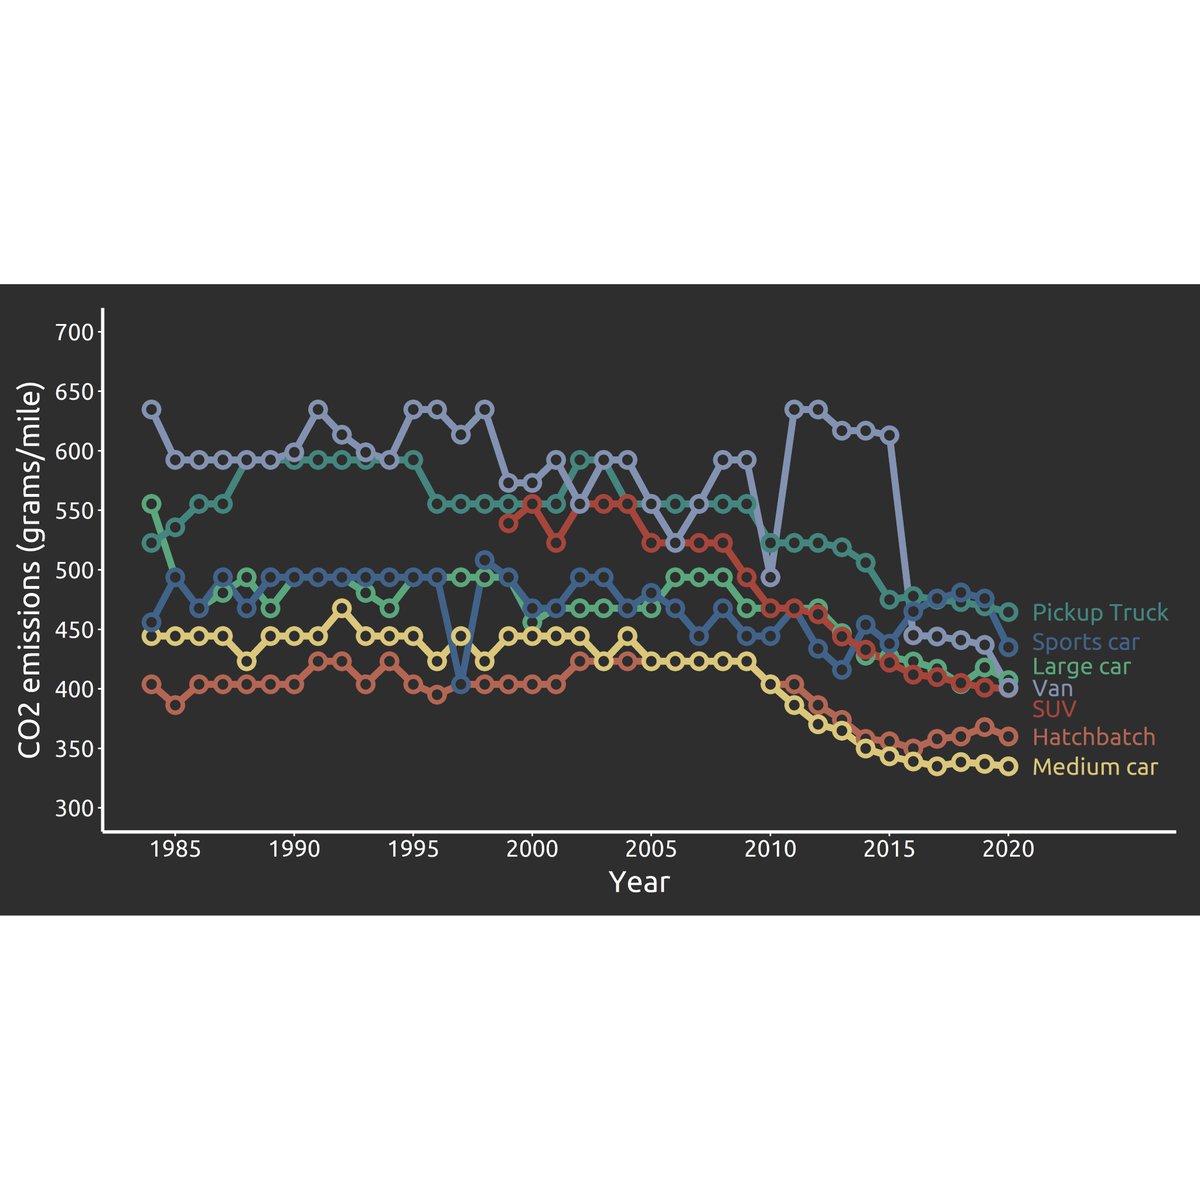 700
650
600
550
500
450
400
350
300
CO2 emissions (grams/mile)
1985 1990 1995 2000 2005 2010 2015 2020
Year
Pickup Truck
Sports car
Large car
Van
SUV
Hatchbatch
Medium car